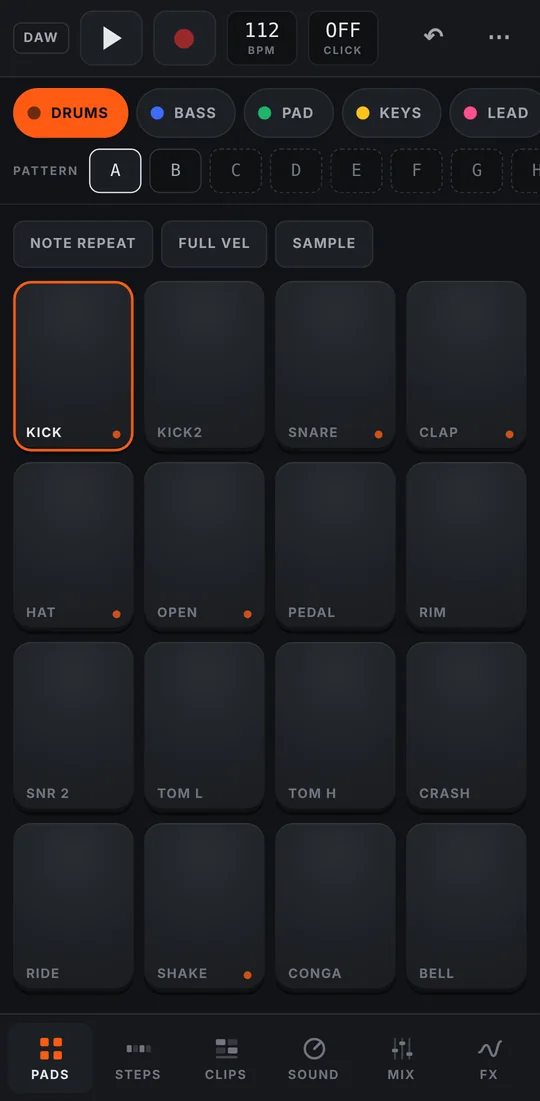 DAW 112 BPM OFF CLICK
DRUMS BASS PAD KEYS LEAD
PATTERN A B C D E F G H
NOTE REPEAT FULL VEL SAMPLE
KICK KICK2 SNARE CLAP
HAT OPEN PEDAL RIM
SNR 2 TOM L TOM H CRASH
RIDE SHAKE CONGA BELL
PADS STEPS CLIPS SOUND MIX FX